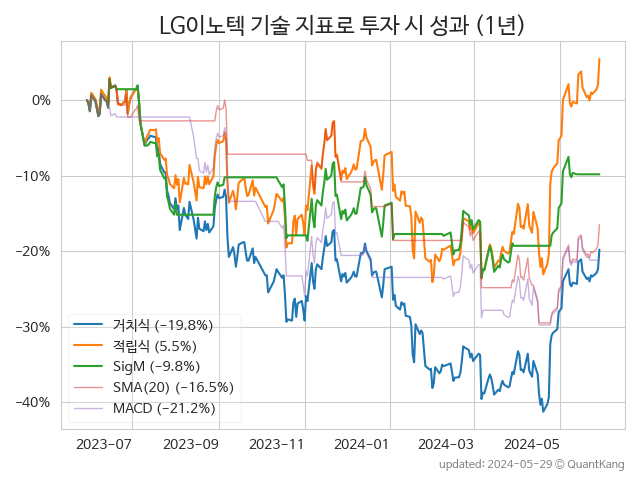 LG이노텍 기술 지표로 투자 시 성과 (1년)
0%
−10%
−20%
−30%
−40%
거치식 (−19.8%)
적립식 (5.5%)
SigM (−9.8%)
SMA(20) (−16.5%)
MACD (−21.2%)
2023−07
2023−09
2023−11
2024−01
2024−03
2024−05
updated: 2024−05−29 © QuantKang